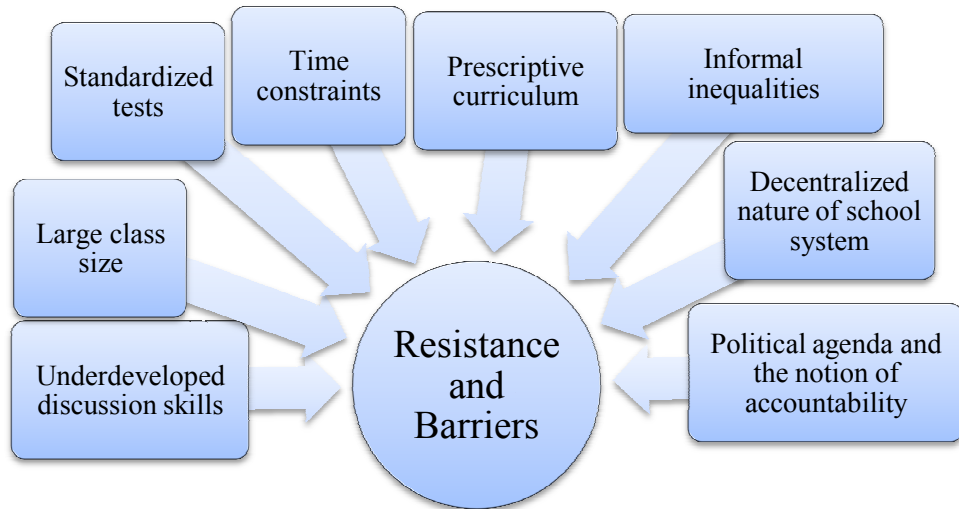 Standardized
tests
Time
constraints
Prescriptive
curriculum
Informal
inequalities
Large class
size
Decentralized
nature of school
system
Underdeveloped
discussion skills
Resistance
and
Barriers
Political agenda and
the notion of
accountability